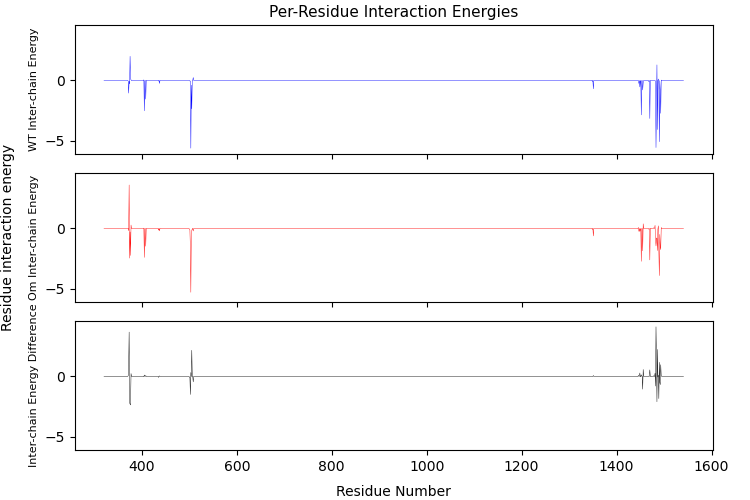 Per-Residue Interaction Energies
Residue interaction energy
WT Inter-chain Energy
0
−5
Om Inter-chain Energy
0
−5
Inter-chain Energy Difference
0
−5
400
600
800
1000
1200
1400
1600
Residue Number